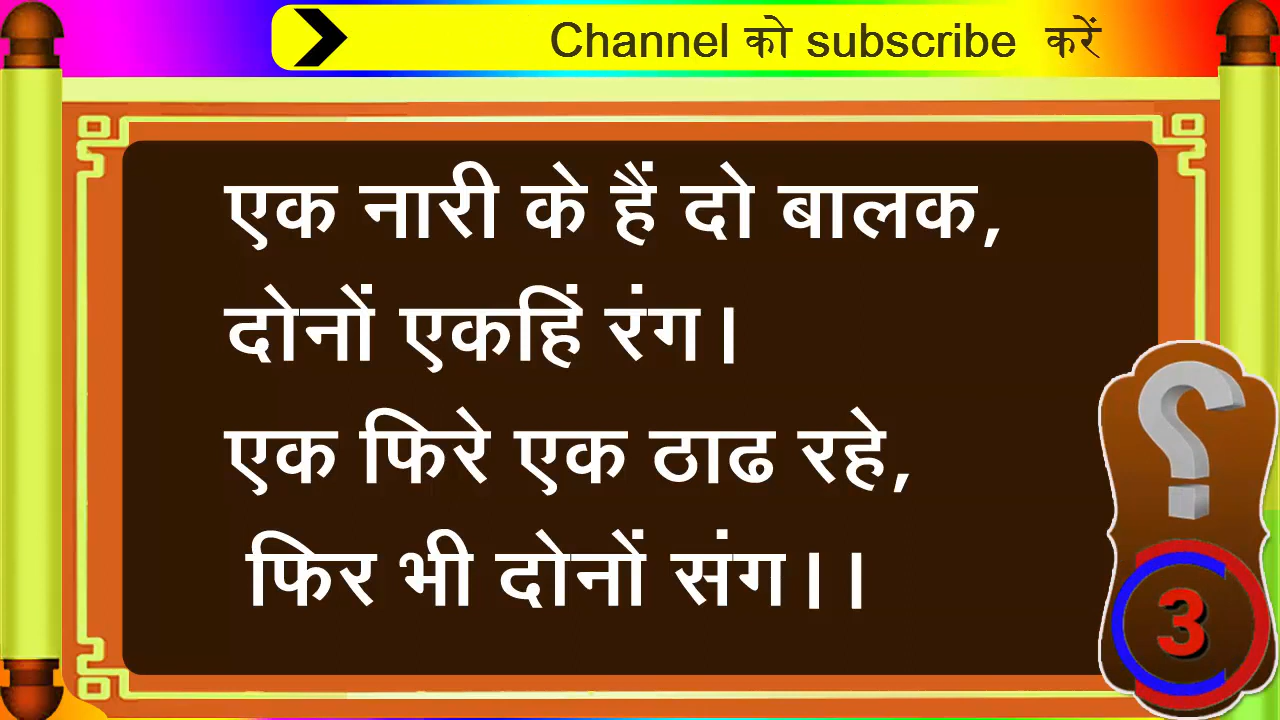 Channel को subscribe करें
एक नारी के हैं दो बालक,
दोनों एकहिं रंग।
एक फिरे एक ठाढ रहे,
फिर भी दोनों संग।।
?
3